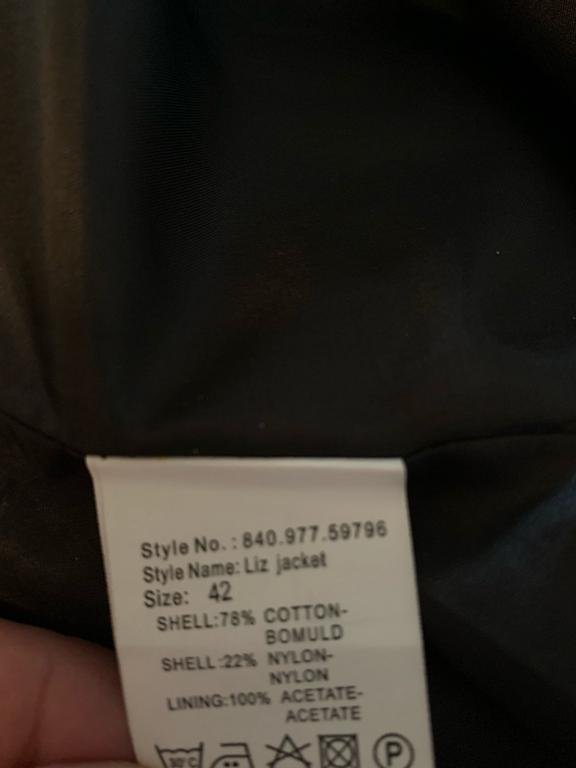 Style No.: 840.977.59796
Style Name: Liz jacket
Size: 42
SHELL:78% COTTON-
BOMULD
SHELL:22% NYLON-
NYLON
LINING:100% ACETATE-
ACETATE
30°C P